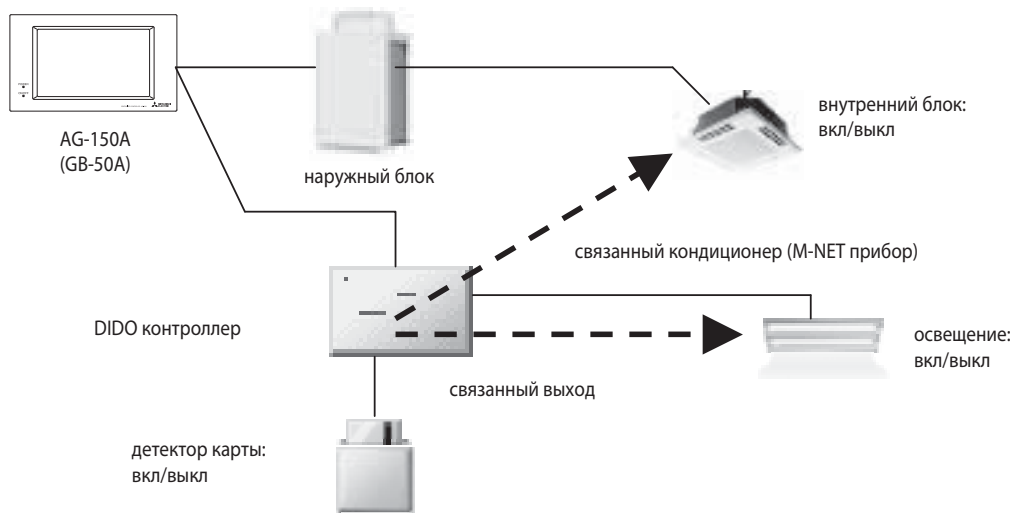 AG-150A
(GB-50A)
наружный блок
внутренний блок:
вкл/выкл
связанный кондиционер (M-NET прибор)
DIDO контроллер
освещение:
вкл/выкл
связанный выход
детектор карты:
вкл/выкл